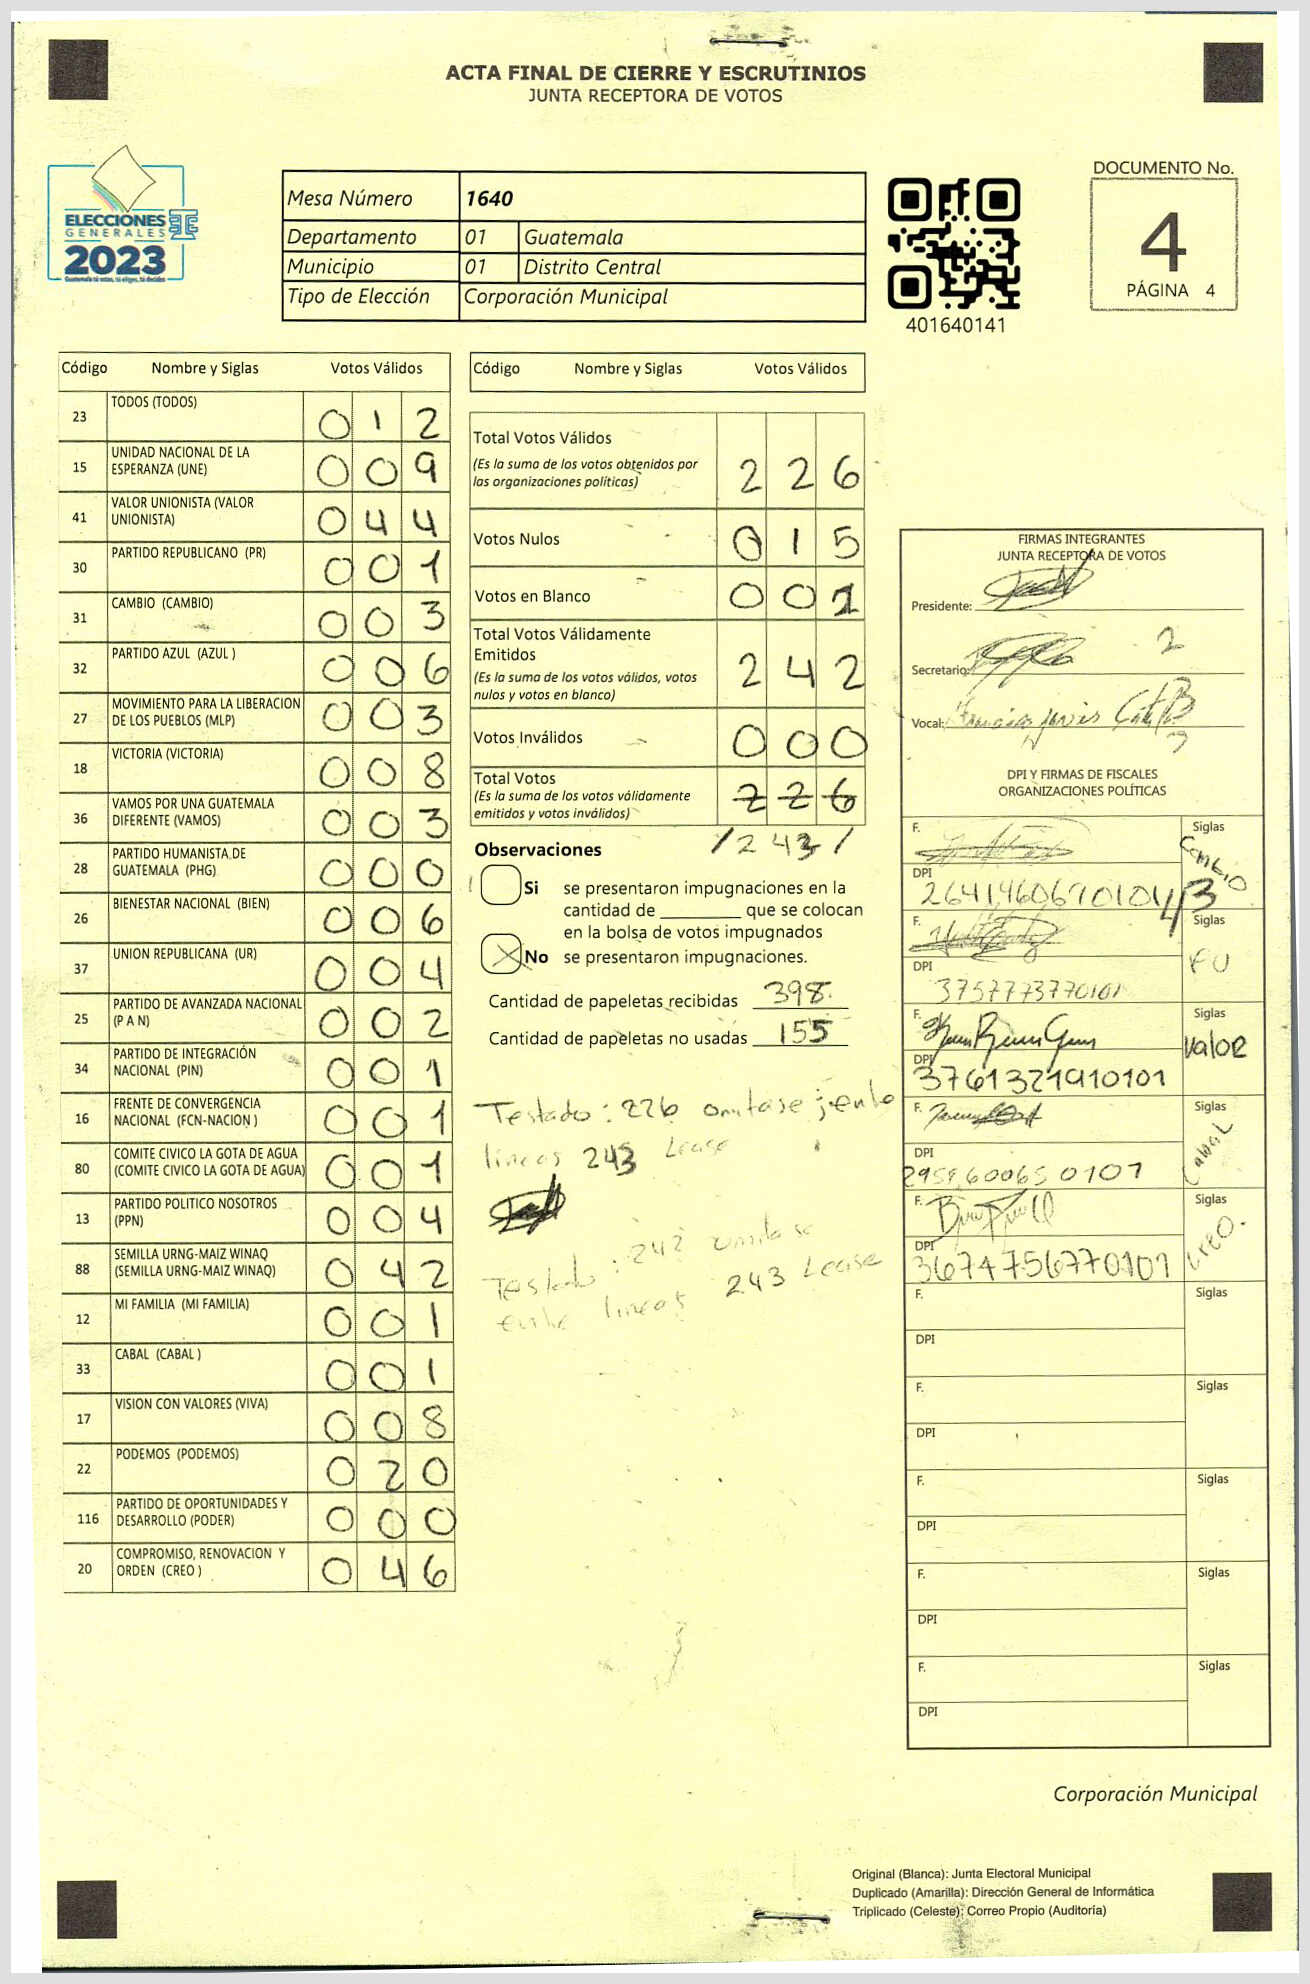 ACTA FINAL DE CIERRE Y ESCRUTINIOS
JUNTA RECEPTORA DE VOTOS
ELECCIONES
GENERALES
2023
Guatemala tú votas, tú eliges, tú decides
Mesa Número 1640
Departamento 01 Guatemala
Municipio 01 Distrito Central
Tipo de Elección Corporación Municipal
401640141
DOCUMENTO No.
4
PÁGINA 4
Código Nombre y Siglas Votos Válidos
23 TODOS (TODOS) 0 1 2
15 UNIDAD NACIONAL DE LA
ESPERANZA (UNE) 0 0 9
41 VALOR UNIONISTA (VALOR
UNIONISTA) 0 4 4
30 PARTIDO REPUBLICANO (PR) 0 0 1
31 CAMBIO (CAMBIO) 0 0 3
32 PARTIDO AZUL (AZUL ) 0 0 6
27 MOVIMIENTO PARA LA LIBERACION
DE LOS PUEBLOS (MLP) 0 0 3
18 VICTORIA (VICTORIA) 0 0 8
36 VAMOS POR UNA GUATEMALA
DIFERENTE (VAMOS) 0 0 3
28 PARTIDO HUMANISTA DE
GUATEMALA (PHG) 0 0 0
26 BIENESTAR NACIONAL (BIEN) 0 0 6
37 UNION REPUBLICANA (UR) 0 0 4
25 PARTIDO DE AVANZADA NACIONAL
(P A N) 0 0 2
34 PARTIDO DE INTEGRACIÓN
NACIONAL (PIN) 0 0 1
16 FRENTE DE CONVERGENCIA
NACIONAL (FCN-NACION ) 0 0 1
80 COMITE CIVICO LA GOTA DE AGUA
(COMITE CIVICO LA GOTA DE AGUA) 0 0 1
13 PARTIDO POLITICO NOSOTROS
(PPN) 0 0 4
88 SEMILLA URNG-MAIZ WINAQ
(SEMILLA URNG-MAIZ WINAQ) 0 4 2
12 MI FAMILIA (MI FAMILIA) 0 0 1
33 CABAL (CABAL ) 0 0 1
17 VISION CON VALORES (VIVA) 0 0 8
22 PODEMOS (PODEMOS) 0 2 0
116 PARTIDO DE OPORTUNIDADES Y
DESARROLLO (PODER) 0 0 0
20 COMPROMISO, RENOVACION Y
ORDEN (CREO ) 0 4 6
Código Nombre y Siglas Votos Válidos
Total Votos Válidos
(Es la suma de los votos obtenidos por
las organizaciones políticas) 2 2 6
Votos Nulos 0 1 5
Votos en Blanco 0 0 1
Total Votos Válidamente
Emitidos
(Es la suma de los votos válidos, votos
nulos y votos en blanco) 2 4 2
Votos Inválidos 0 0 0
Total Votos
(Es la suma de los votos válidamente
emitidos y votos inválidos) 2 2 6
/ 2 4 3 /
Observaciones
Si se presentaron impugnaciones en la
cantidad de ________ que se colocan
en la bolsa de votos impugnados
No se presentaron impugnaciones.
Cantidad de papeletas recibidas 398
Cantidad de papeletas no usadas 155
Testado: 226 omitase; ente
lineas 243 Lease
Testado: 242 omitase
ente lineas 243 Lease
FIRMAS INTEGRANTES
JUNTA RECEPTORA DE VOTOS
Presidente:
Secretario: 2
Vocal: Francisco Javier
3
DPI Y FIRMAS DE FISCALES
ORGANIZACIONES POLÍTICAS
F. Siglas
Cambio
DPI
F. Siglas
DPI
3757773770101
F. Siglas
Valor
DPI
3761321910101
F. Siglas
Cabal
DPI
2959600650101
F. Siglas
Creo
DPI
3674756770101
F. Siglas
DPI
F. Siglas
DPI
F. Siglas
DPI
F. Siglas
DPI
F. Siglas
DPI
Corporación Municipal
Original (Blanca): Junta Electoral Municipal
Duplicado (Amarilla): Dirección General de Informática
Triplicado (Celeste): Correo Propio (Auditoría)